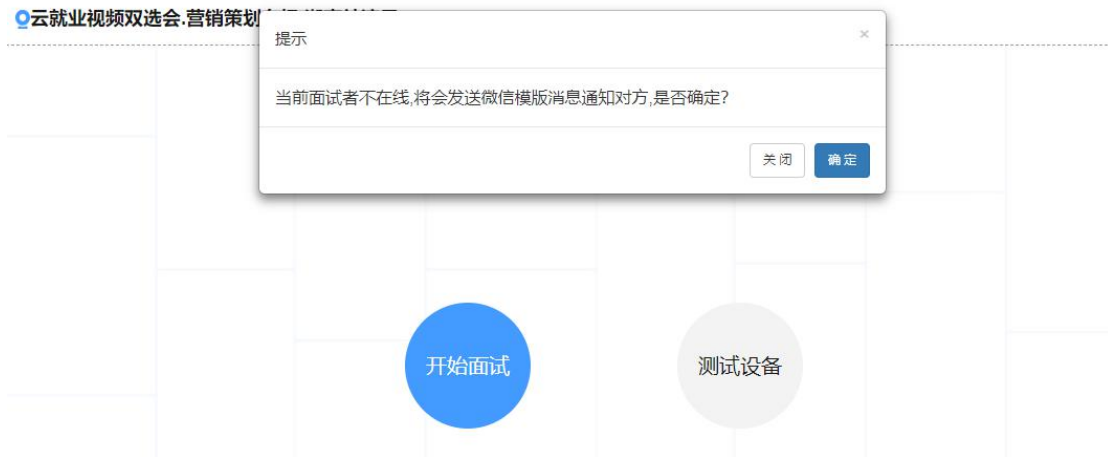 云就业视频双选会.营销策划
提示
×
当前面试者不在线,将会发送微信模版消息通知对方,是否确定?
关闭
确定
开始面试
测试设备